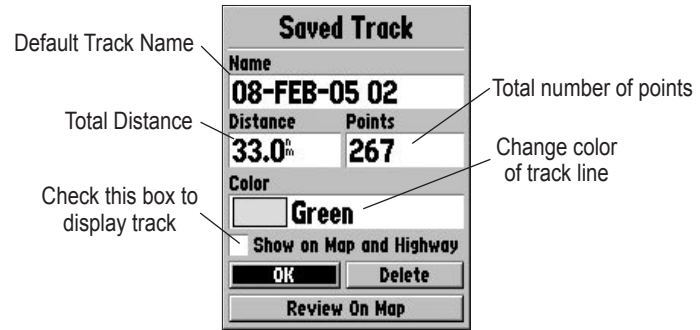 Saved Track
Default Track Name
Name
08-FEB-05 02
Total Distance
Distance
Points
Total number of points
33.0 nm
267
Change color
of track line
Color
Check this box to
display track
Green
Show on Map and Highway
OK
Delete
Review On Map